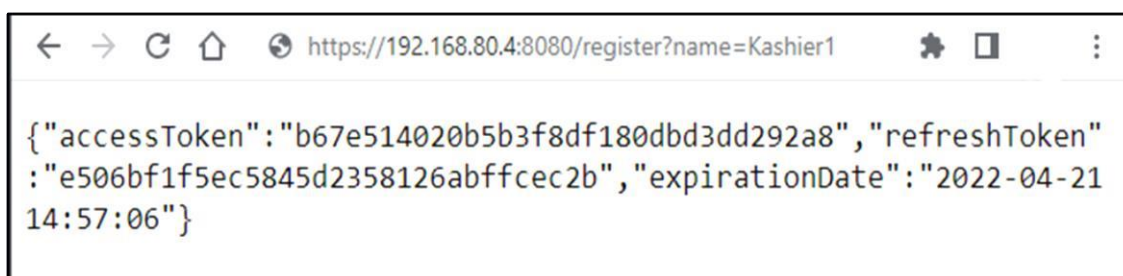 https://192.168.80.4:8080/register?name=Kashier1
{"accessToken":"b67e514020b5b3f8df180dbd3dd292a8","refreshToken"
:"e506bf1f5ec5845d2358126abffcec2b","expirationDate":"2022-04-21
14:57:06"}